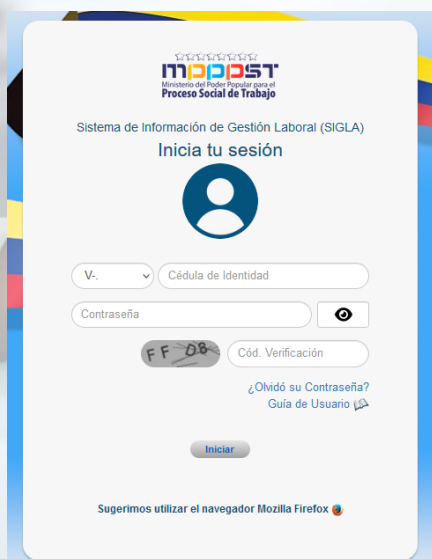 mpppst
Ministerio del Poder Popular para el
Proceso Social de Trabajo
Sistema de Información de Gestión Laboral (SIGLA)
Inicia tu sesión
V-.
Cédula de Identidad
Contraseña
FF D8
Cód. Verificación
¿Olvidó su Contraseña?
Guía de Usuario
Iniciar
Sugerimos utilizar el navegador Mozilla Firefox